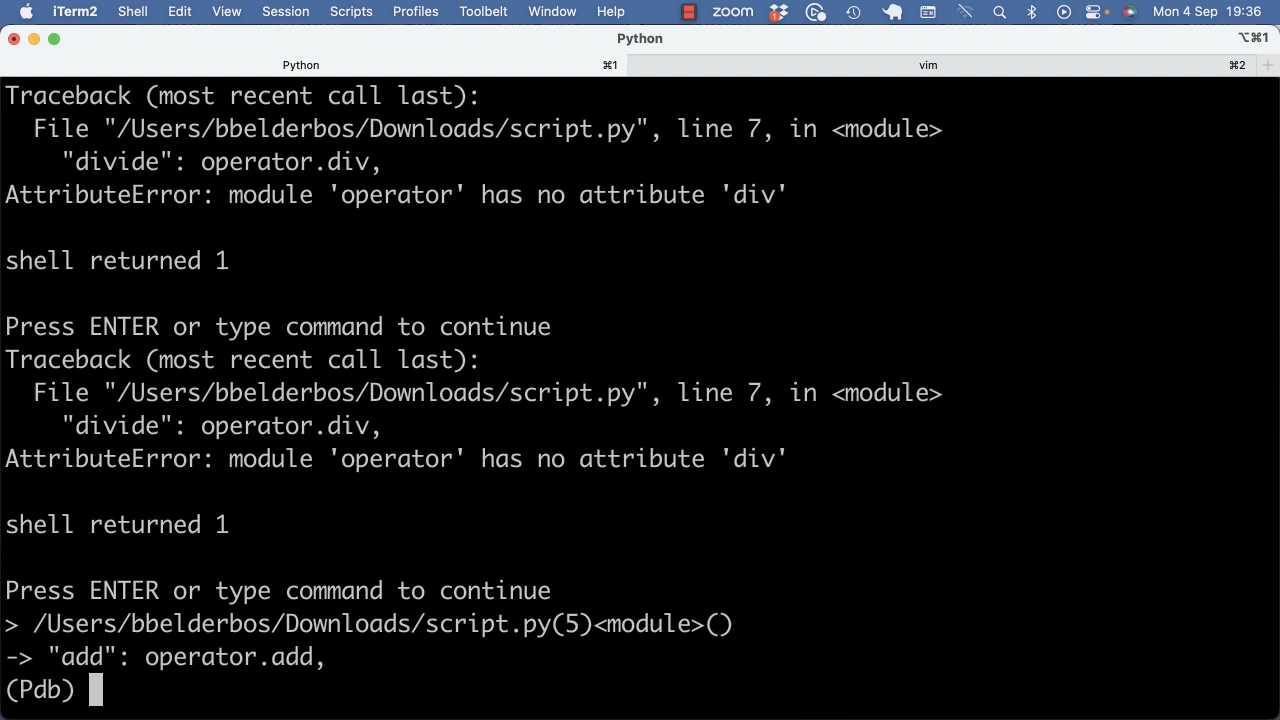 iTerm2 Shell Edit View Session Scripts Profiles Toolbelt Window Help zoom 1 Mon 4 Sep 19:36
Python ⌥⌘1
Python ⌘1 vim ⌘2 +
Traceback (most recent call last):
  File "/Users/bbelderbos/Downloads/script.py", line 7, in <module>
    "divide": operator.div,
AttributeError: module 'operator' has no attribute 'div'
shell returned 1
Press ENTER or type command to continue
Traceback (most recent call last):
  File "/Users/bbelderbos/Downloads/script.py", line 7, in <module>
    "divide": operator.div,
AttributeError: module 'operator' has no attribute 'div'
shell returned 1
Press ENTER or type command to continue
> /Users/bbelderbos/Downloads/script.py(5)<module>()
-> "add": operator.add,
(Pdb)